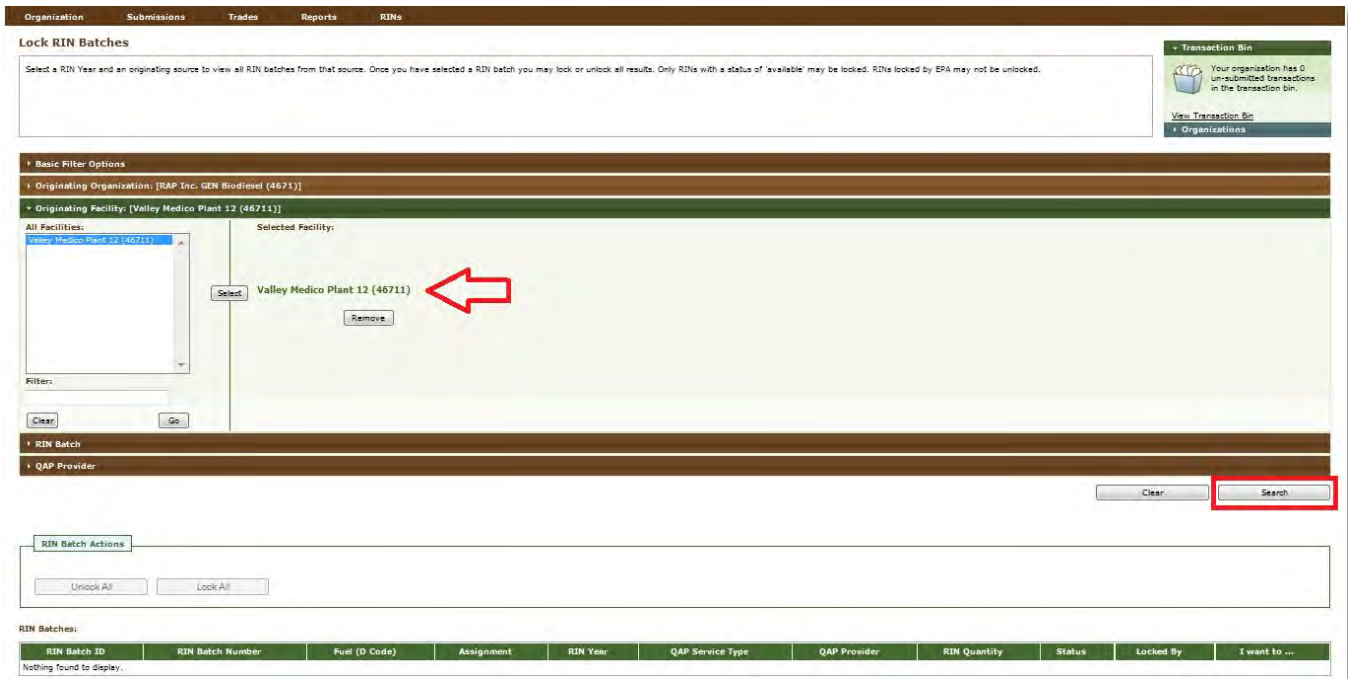 Organization Submissions Trades Reports RINs
Lock RIN Batches
Select a RIN Year and an originating source to view all RIN batches from that source. Once you have selected a RIN batch you may lock or unlock all results. Only RINs with a status of 'available' may be locked. RINs locked by EPA may not be unlocked.
Transaction Bin
Your organization has 0
un-submitted transactions
in the transaction bin.
View Transaction Bin
Organizations
Basic Filter Options
Originating Organization: [RAP Inc. GEN Biodiesel (4671)]
Originating Facility: [Valley Medico Plant 12 (46711)]
All Facilities:
Selected Facility:
Valley Medico Plant 12 (46711)
Select
Valley Medico Plant 12 (46711)
Remove
Filter:
Clear Go
RIN Batch
QAP Provider
Clear Search
RIN Batch Actions
Unlock All Lock All
RIN Batches:
RIN Batch ID RIN Batch Number Fuel (D Code) Assignment RIN Year QAP Service Type QAP Provider RIN Quantity Status Locked By I want to ...
Nothing found to display.